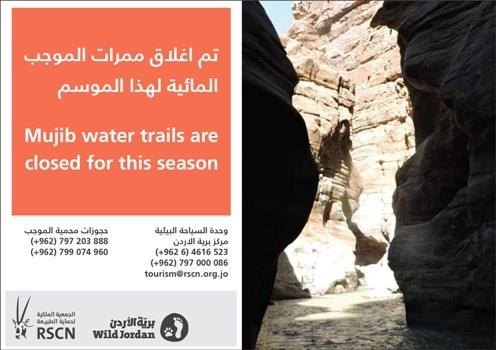 تم اغلاق ممرات الموجب
المائية لهذا الموسم
Mujib water trails are
closed for this season
وحدة السياحة البيئية
مركز برية الاردن
(+962 6) 4616 523
(+962) 797 000 086
tourism@rscn.org.jo
حجوزات محمية الموجب
(+962) 797 203 888
(+962) 799 074 960
الجمعية الملكية
لحماية الطبيعة
RSCN
برية الأردن
Wild Jordan